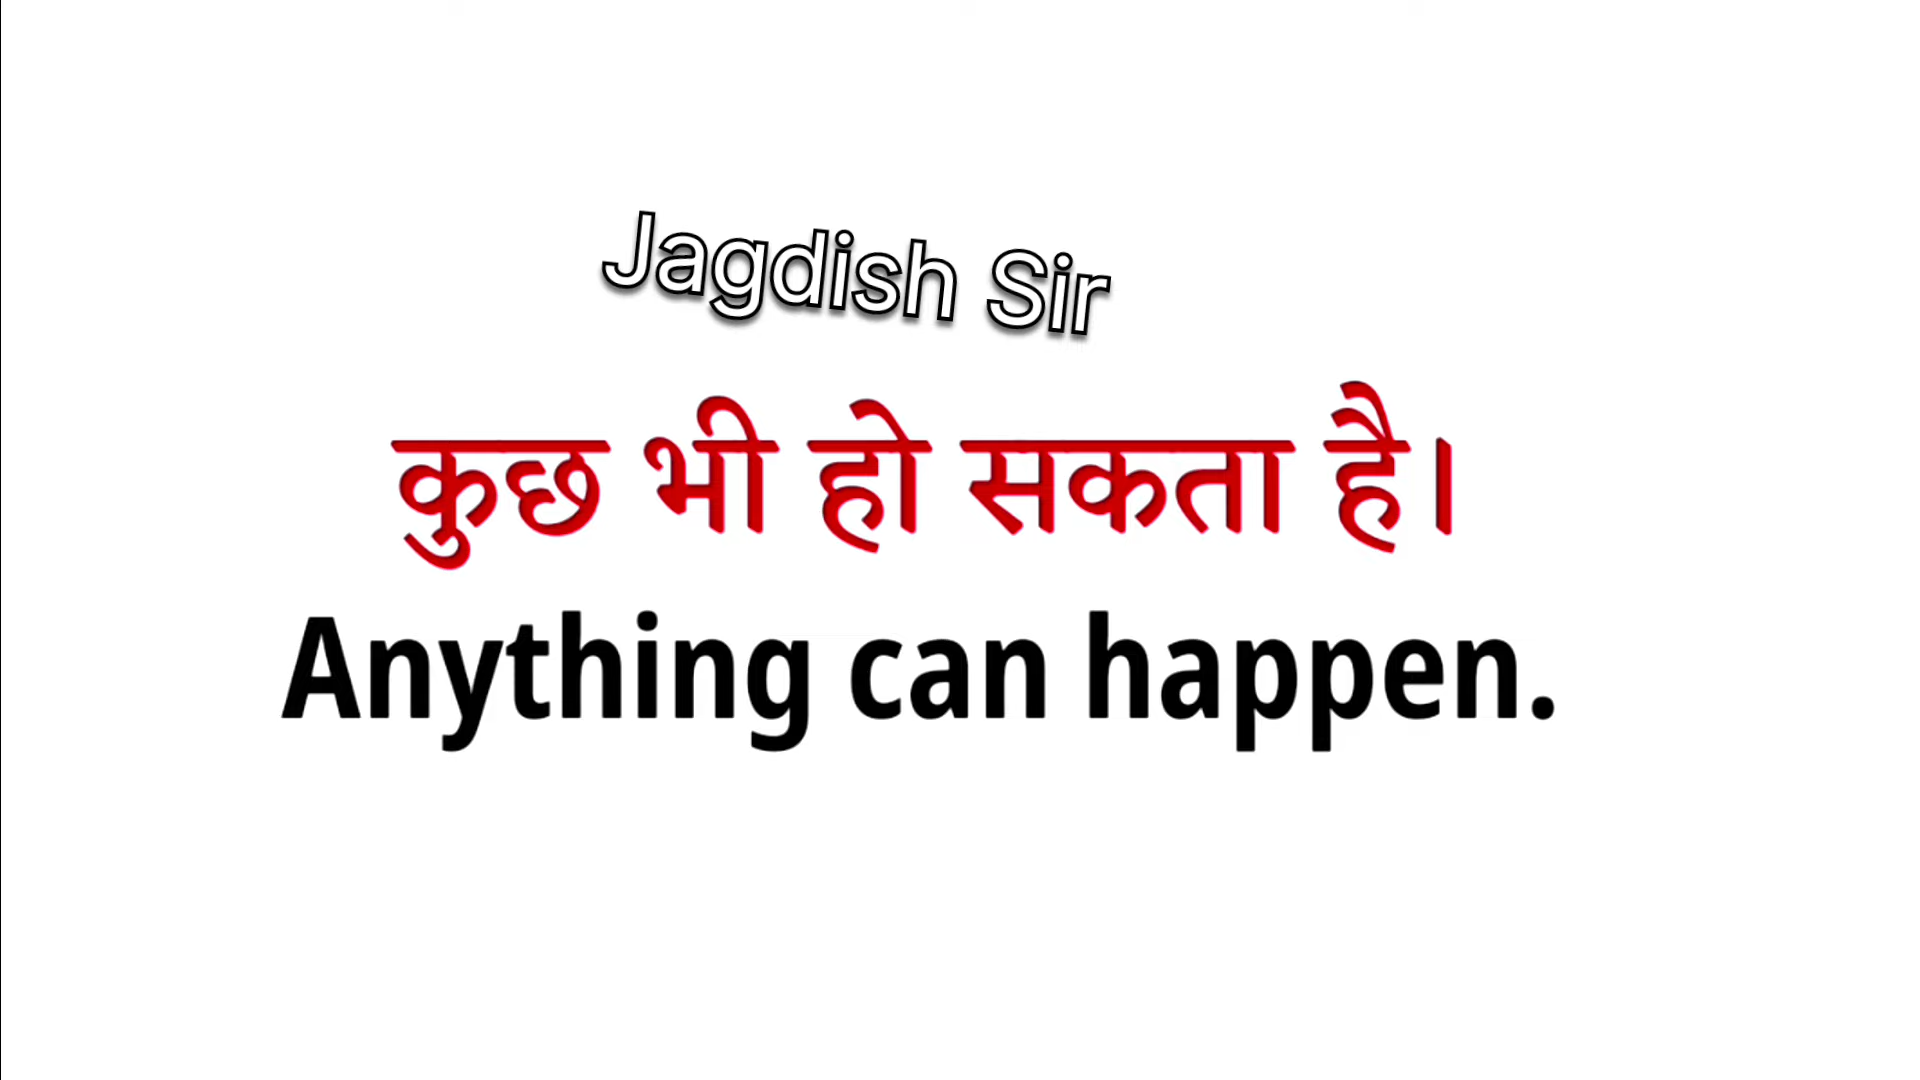 Jagdish Sir
कुछ भी हो सकता है।
Anything can happen.